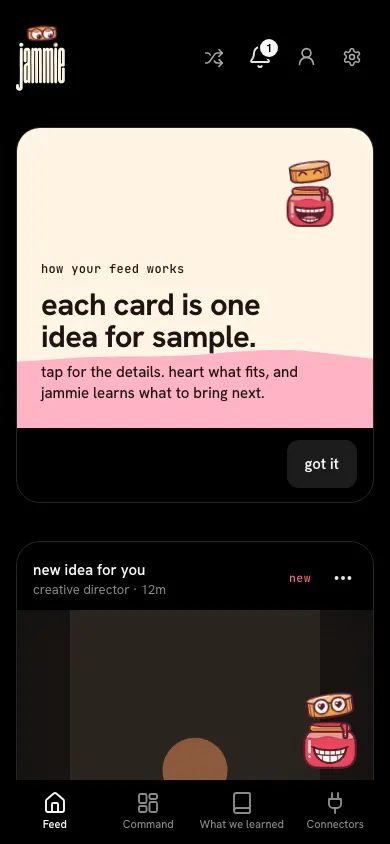 jammie
1
how your feed works
each card is one
idea for sample.
tap for the details. heart what fits, and
jammie learns what to bring next.
got it
new idea for you
creative director · 12m
new
Feed
Command
What we learned
Connectors